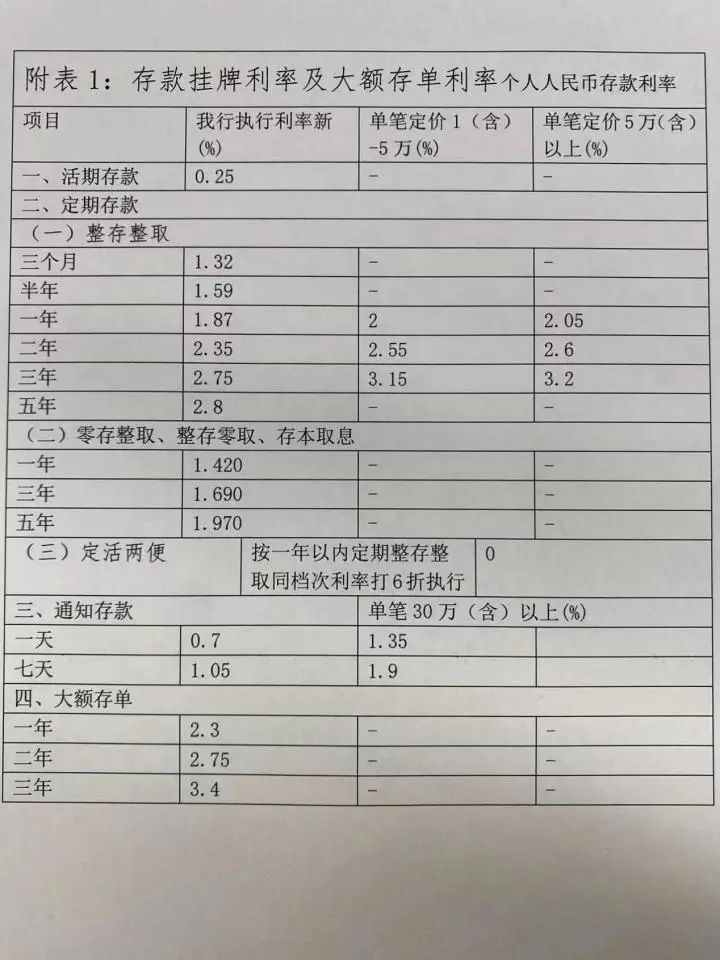 附表1：存款挂牌利率及大额存单利率个人人民币存款利率
项目 我行执行利率新(%) 单笔定价1（含）-5万(%) 单笔定价5万(含)以上(%)
一、活期存款 0.25 - -
二、定期存款
（一）整存整取
三个月 1.32 - -
半年 1.59 - -
一年 1.87 2 2.05
二年 2.35 2.55 2.6
三年 2.75 3.15 3.2
五年 2.8 - -
（二）零存整取、整存零取、存本取息
一年 1.420 - -
三年 1.690 - -
五年 1.970 - -
（三）定活两便 按一年以内定期整存整取同档次利率打6折执行 0
三、通知存款 单笔30万（含）以上(%)
一天 0.7 1.35
七天 1.05 1.9
四、大额存单
一年 2.3 - -
二年 2.75 - -
三年 3.4 - -